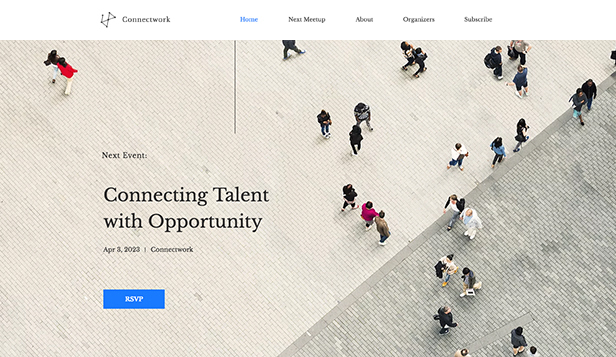 Connectwork
Home Next Meetup About Organizers Subscribe
Next Event:
Connecting Talent
with Opportunity
Apr 3, 2023 | Connectwork
RSVP